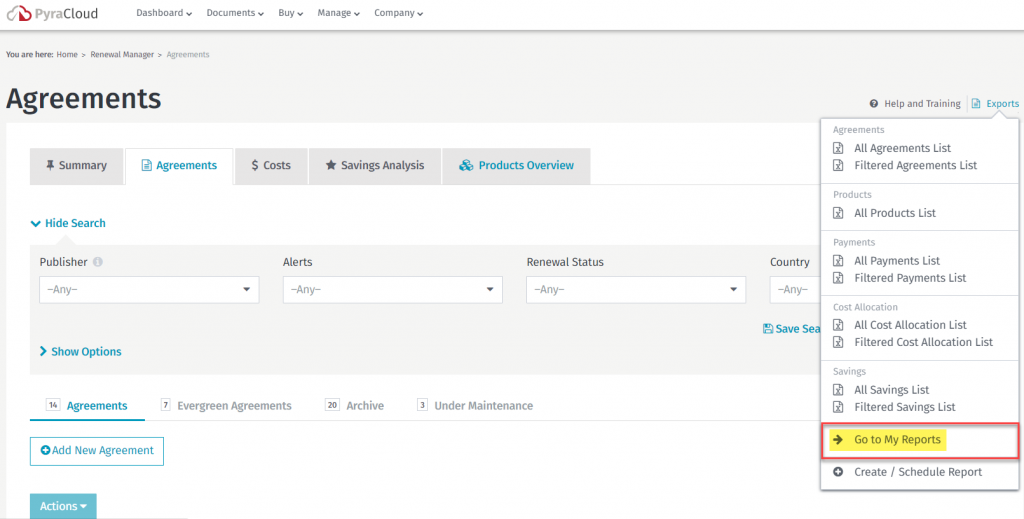 PyraCloud
Dashboard Documents Buy Manage Company
You are here: Home > Renewal Manager > Agreements
Agreements
Help and Training Exports
Summary Agreements $ Costs Savings Analysis Products Overview
Hide Search
Publisher Alerts Renewal Status Country
–Any– –Any– –Any– –Any–
Save Sea
Show Options
14 Agreements 7 Evergreen Agreements 20 Archive 3 Under Maintenance
Add New Agreement
Actions
Agreements
All Agreements List
Filtered Agreements List
Products
All Products List
Payments
All Payments List
Filtered Payments List
Cost Allocation
All Cost Allocation List
Filtered Cost Allocation List
Savings
All Savings List
Filtered Savings List
Go to My Reports
Create / Schedule Report